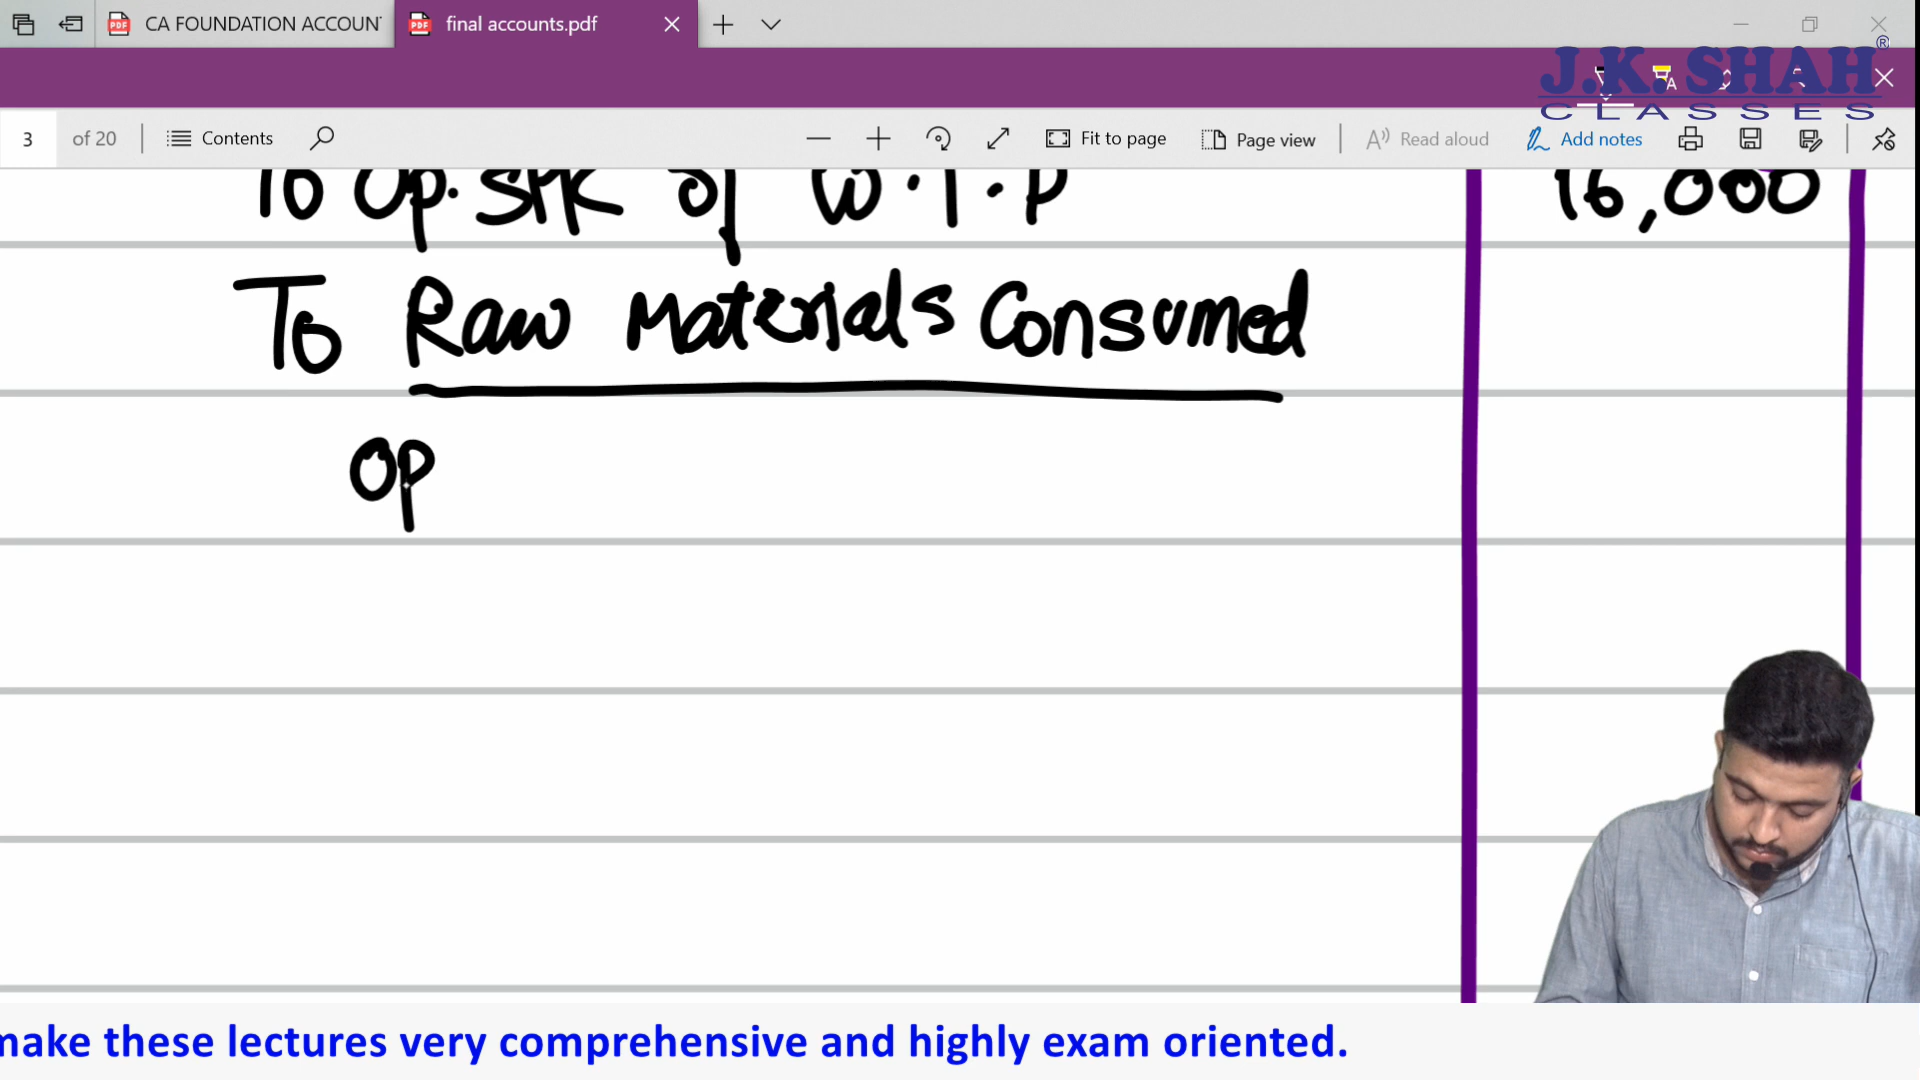 CA FOUNDATION ACCOUN
final accounts.pdf
J.K. SHAH®
CLASSES
3 of 20
Contents
Fit to page
Page view
Read aloud
Add notes
To Op. Stk of W.I.P 16,000
To Raw Materials Consumed
OP
make these lectures very comprehensive and highly exam oriented.